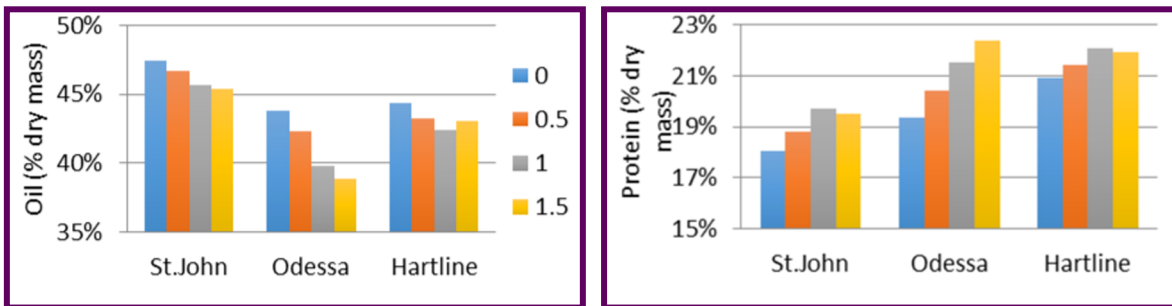 Oil (% dry mass)
50%
45%
40%
35%
St.John Odessa Hartline
0
0.5
1
1.5
Protein (% dry
mass)
23%
21%
19%
17%
15%
St.John Odessa Hartline